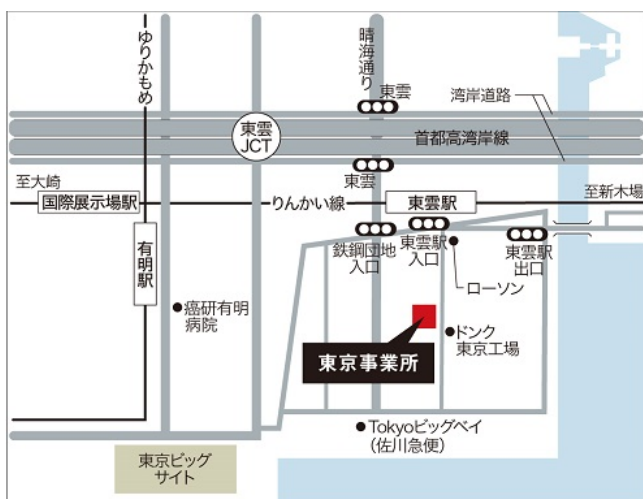 ゆりかもめ
晴海通り
東雲
湾岸道路
東雲
JCT
首都高湾岸線
東雲
至大崎
国際展示場駅
りんかい線
東雲駅
至新木場
有明駅
鉄鋼団地
入口
東雲駅
入口
東雲駅
出口
ローソン
癌研有明
病院
ドンク
東京工場
東京事業所
Tokyoビッグベイ
(佐川急便)
東京ビッグ
サイト